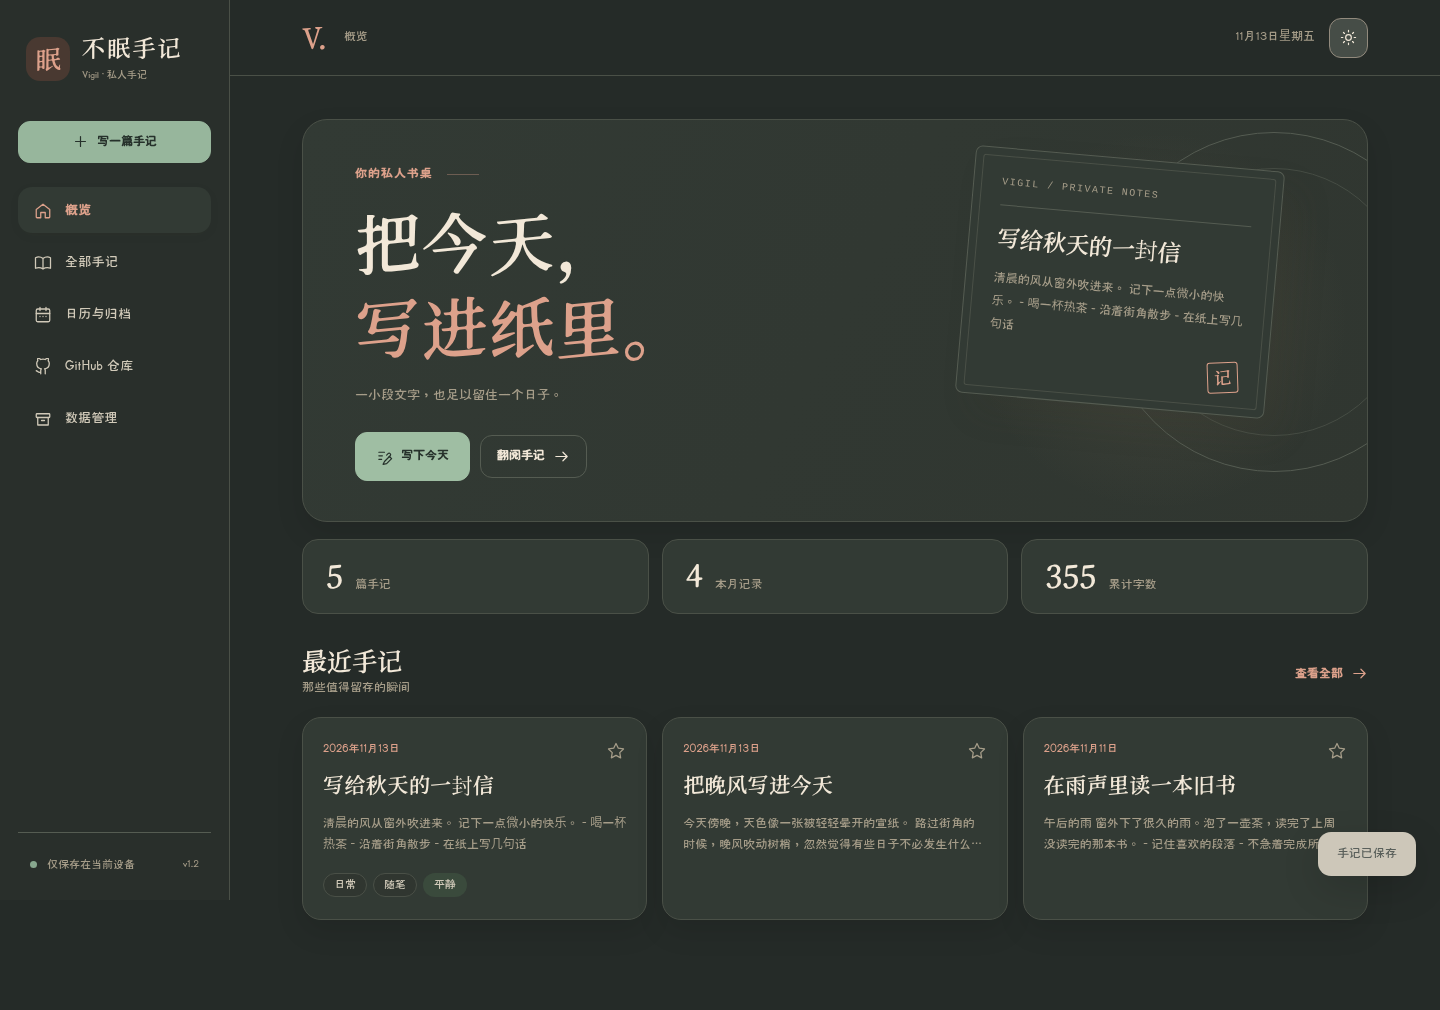 眠
不眠手记
Vigil · 私人手记
写一篇手记
概览
全部手记
日历与归档
GitHub 仓库
数据管理
仅保存在当前设备
v1.2
V.
概览
11月13日星期五
你的私人书桌
把今天，
写进纸里。
一小段文字，也足以留住一个日子。
写下今天
翻阅手记
VIGIL / PRIVATE NOTES
写给秋天的一封信
清晨的风从窗外吹进来。 记下一点微小的快
乐。 - 喝一杯热茶 - 沿着街角散步 - 在纸上写几
句话
记
5 篇手记
4 本月记录
355 累计字数
最近手记
那些值得留存的瞬间
查看全部
2026年11月13日
写给秋天的一封信
清晨的风从窗外吹进来。 记下一点微小的快乐。 - 喝一杯
热茶 - 沿着街角散步 - 在纸上写几句话
日常
随笔
平静
2026年11月13日
把晚风写进今天
今天傍晚，天色像一张被轻轻晕开的宣纸。 路过街角的
时候，晚风吹动树梢，忽然觉得有些日子不必发生什么…
2026年11月11日
在雨声里读一本旧书
午后的雨 窗外下了很久的雨。泡了一壶茶，读完了上周
没读完的那本书。 - 记住喜欢的段落 - 不急着完成所
手记已保存